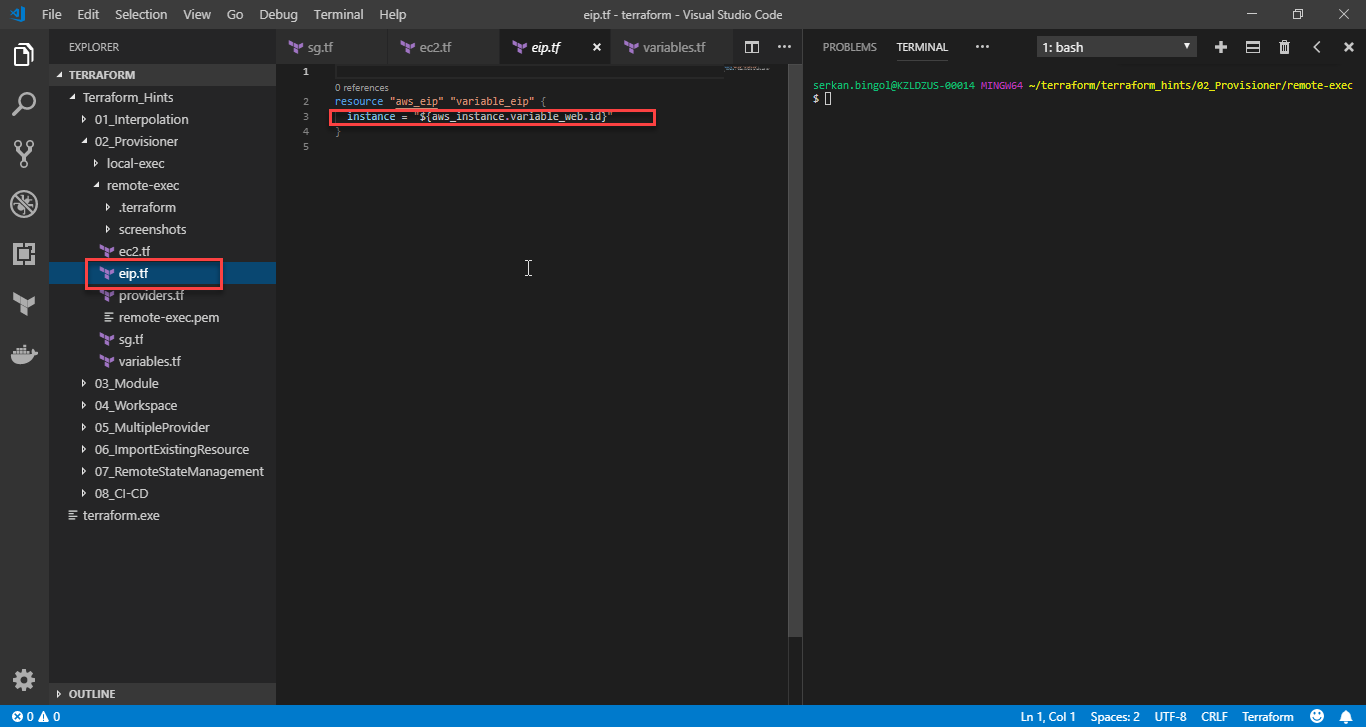 File Edit Selection View Go Debug Terminal Help
eip.tf - terraform - Visual Studio Code
EXPLORER
TERRAFORM
Terraform_Hints
01_Interpolation
02_Provisioner
local-exec
remote-exec
.terraform
screenshots
ec2.tf
eip.tf
providers.tf
remote-exec.pem
sg.tf
variables.tf
03_Module
04_Workspace
05_MultipleProvider
06_ImportExistingResource
07_RemoteStateManagement
08_CI-CD
terraform.exe
OUTLINE
sg.tf ec2.tf eip.tf variables.tf
1
0 references
2 resource "aws_eip" "variable_eip" {
3 instance = "${aws_instance.variable_web.id}"
4 }
5
PROBLEMS TERMINAL 1: bash
serkan.bingol@KZLDZUS-00014 MINGW64 ~/terraform/terraform_hints/02_Provisioner/remote-exec
$
0 0 Ln 1, Col 1 Spaces: 2 UTF-8 CRLF Terraform